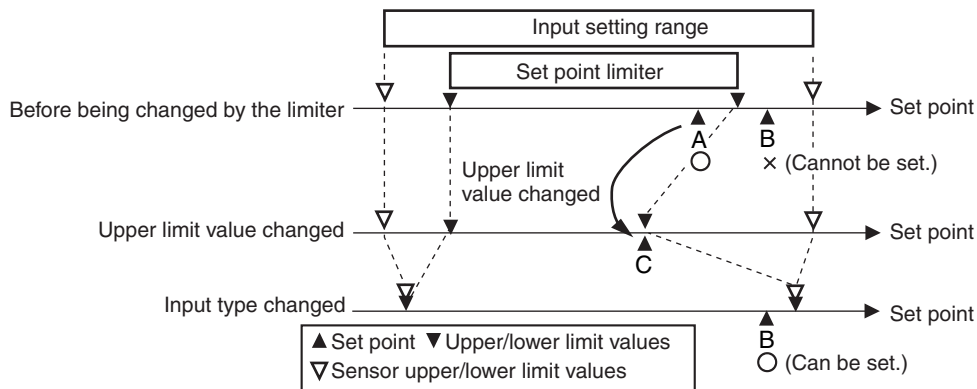 Input setting range
Set point limiter
Before being changed by the limiter
Set point
A
B
○
× (Cannot be set.)
Upper limit
value changed
Upper limit value changed
Set point
C
Input type changed
Set point
B
○
(Can be set.)
▲ Set point ▼ Upper/lower limit values
▽ Sensor upper/lower limit values